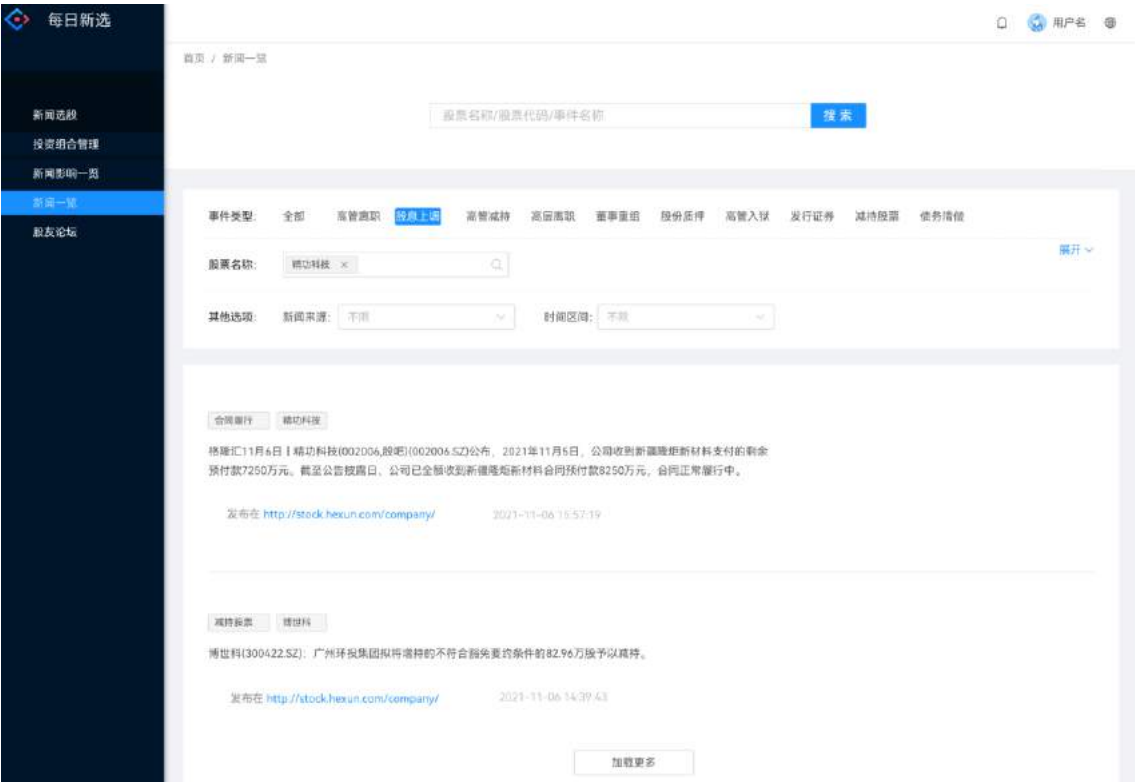 每日新选
用户名
首页 / 新闻一览
新闻选股
投资组合管理
新闻影响一览
新闻一览
股友论坛
股票名称/股票代码/事件名称
搜 索
事件类型: 全部 高管离职 股息上调 高管减持 高层离职 董事重组 股份质押 高管入狱 发行证券 减持股票 债务清偿
展开
股票名称: 精功科技 ×
其他选项: 新闻来源: 不限 时间区间: 不限
合同履行 精功科技
格隆汇11月6日丨精功科技(002006,股吧)(002006.SZ)公布，2021年11月5日，公司收到新疆隆炬新材料支付的剩余
预付款7250万元。截至公告披露日，公司已全额收到新疆隆炬新材料合同预付款8250万元，合同正常履行中。
发布在 http://stock.hexun.com/company/ 2021-11-06 15:57:19
减持股票 博世科
博世科(300422.SZ)：广州环投集团拟将增持的不符合豁免要约条件的82.96万股予以减持。
发布在 http://stock.hexun.com/company/ 2021-11-06 14:39:43
加载更多